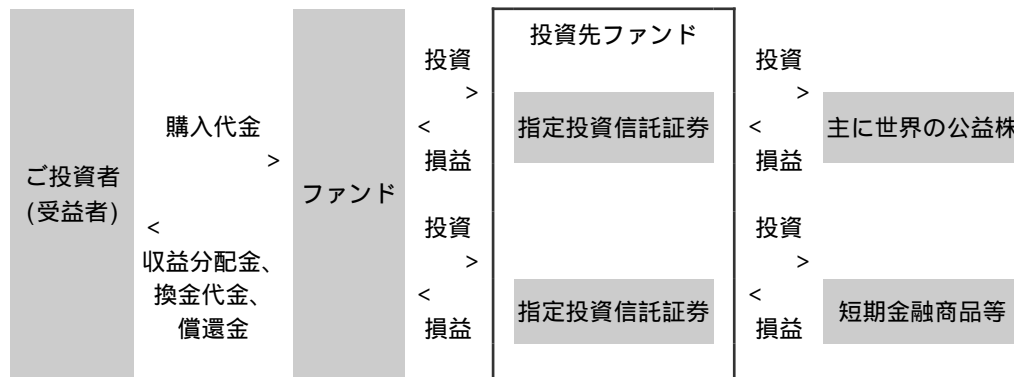 ご投資者
(受益者)
購入代金
>
<
収益分配金、
換金代金、
償還金
ファンド
投資
>
<
損益
投資
>
<
損益
投資先ファンド
指定投資信託証券
指定投資信託証券
投資
>
<
損益
投資
>
<
損益
主に世界の公益株
短期金融商品等